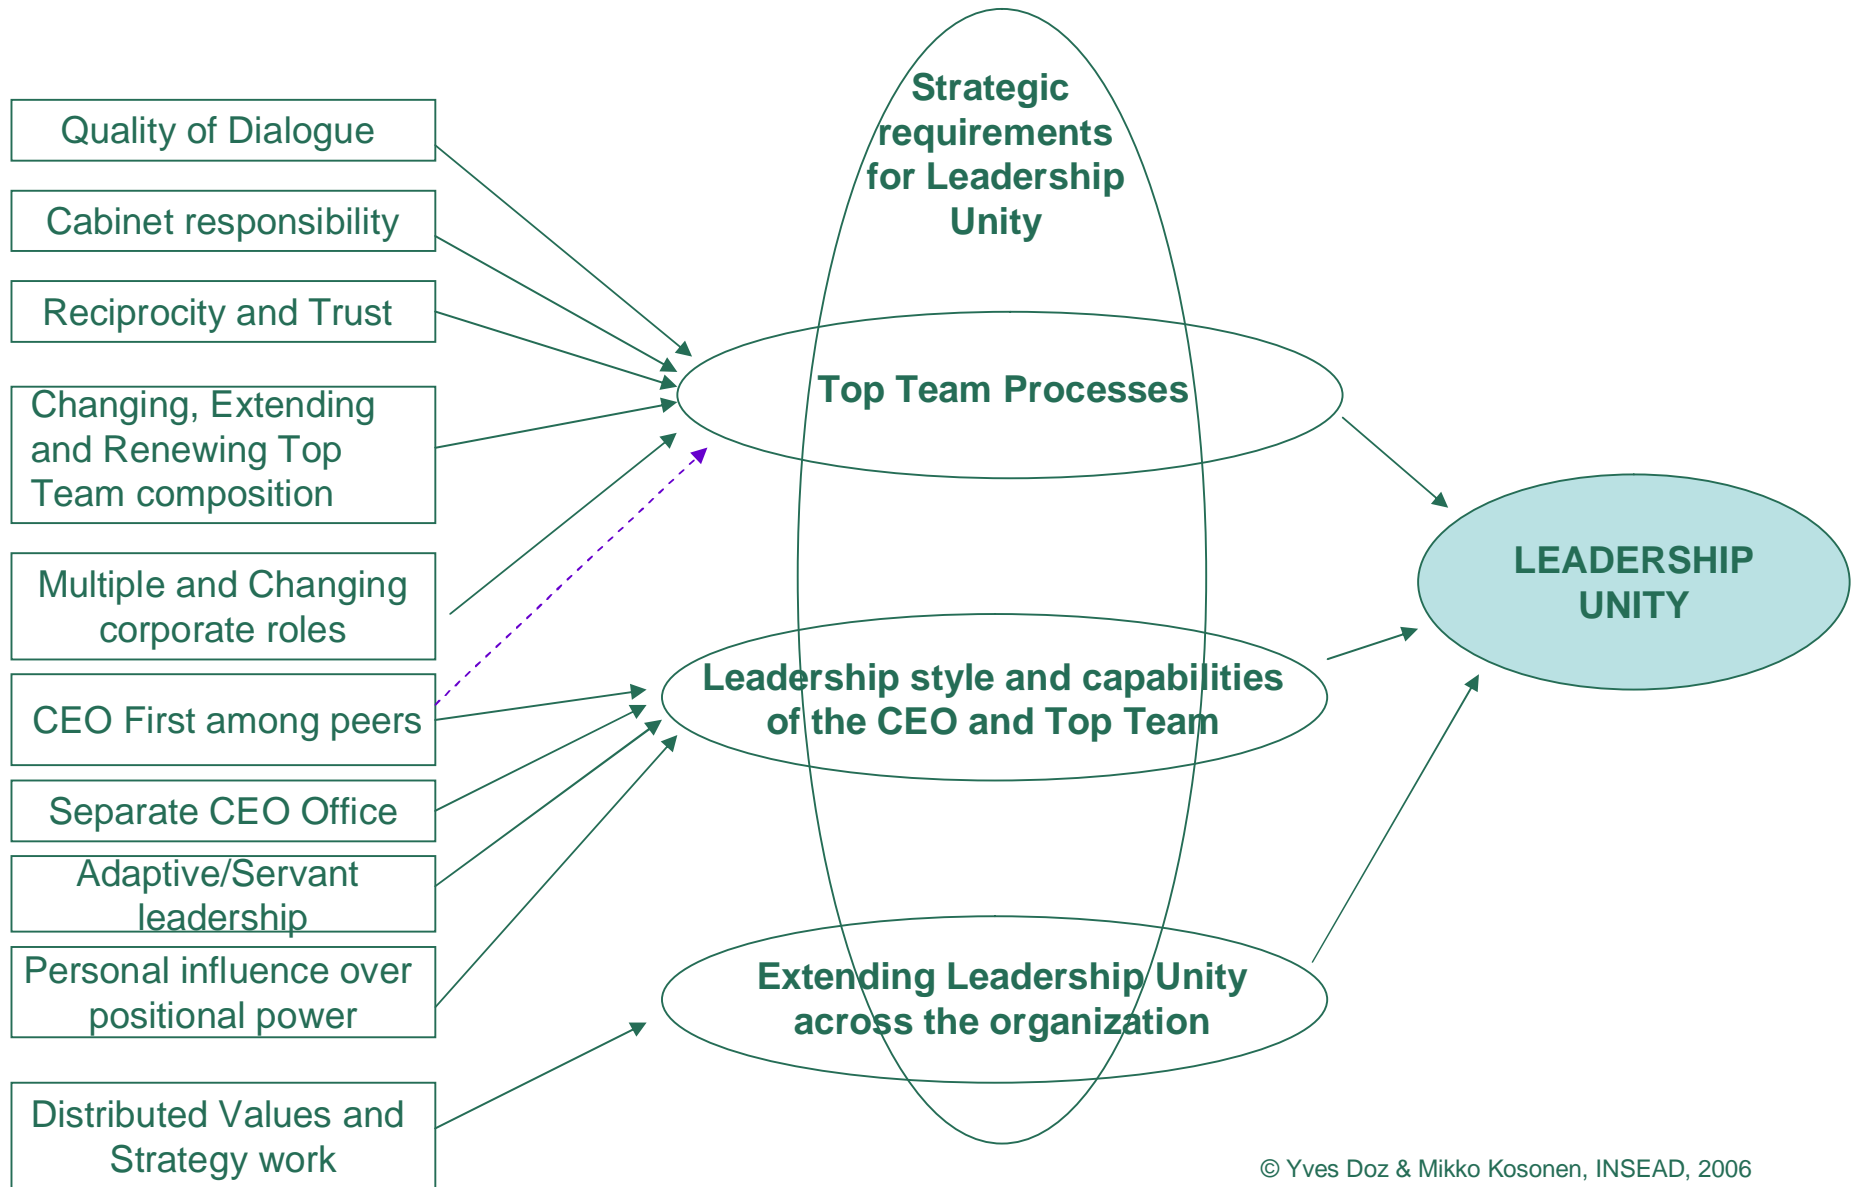 Quality of Dialogue
Cabinet responsibility
Reciprocity and Trust
Changing, Extending
and Renewing Top
Team composition
Multiple and Changing
corporate roles
CEO First among peers
Separate CEO Office
Adaptive/Servant
leadership
Personal influence over
positional power
Distributed Values and
Strategy work
Strategic
requirements
for Leadership
Unity
Top Team Processes
Leadership style and capabilities
of the CEO and Top Team
Extending Leadership Unity
across the organization
LEADERSHIP
UNITY
© Yves Doz & Mikko Kosonen, INSEAD, 2006